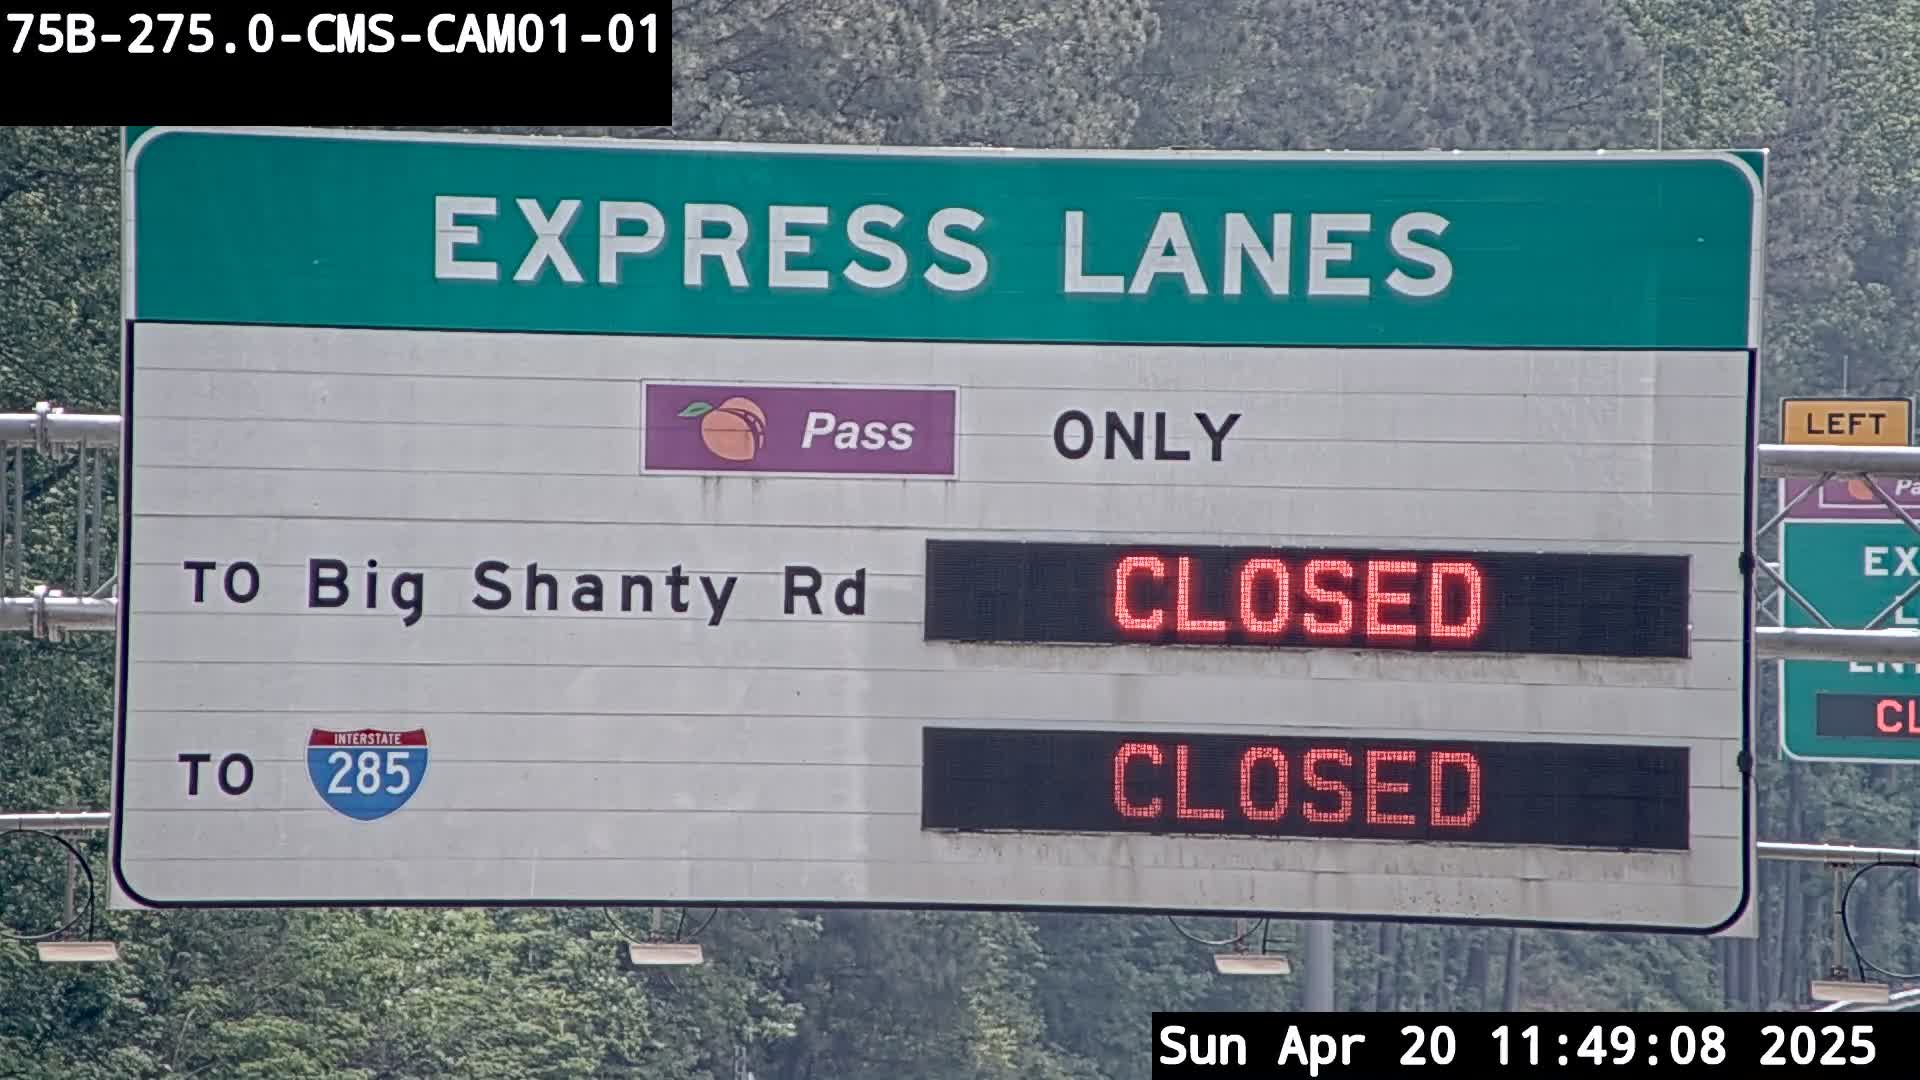 75B-275.0-CMS-CAM01-01
EXPRESS LANES
Pass ONLY
TO Big Shanty Rd CLOSED
TO INTERSTATE 285 CLOSED
LEFT
Sun Apr 20 11:49:08 2025